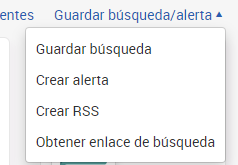 entes Guardar búsqueda/alerta
Guardar búsqueda
Crear alerta
Crear RSS
Obtener enlace de búsqueda